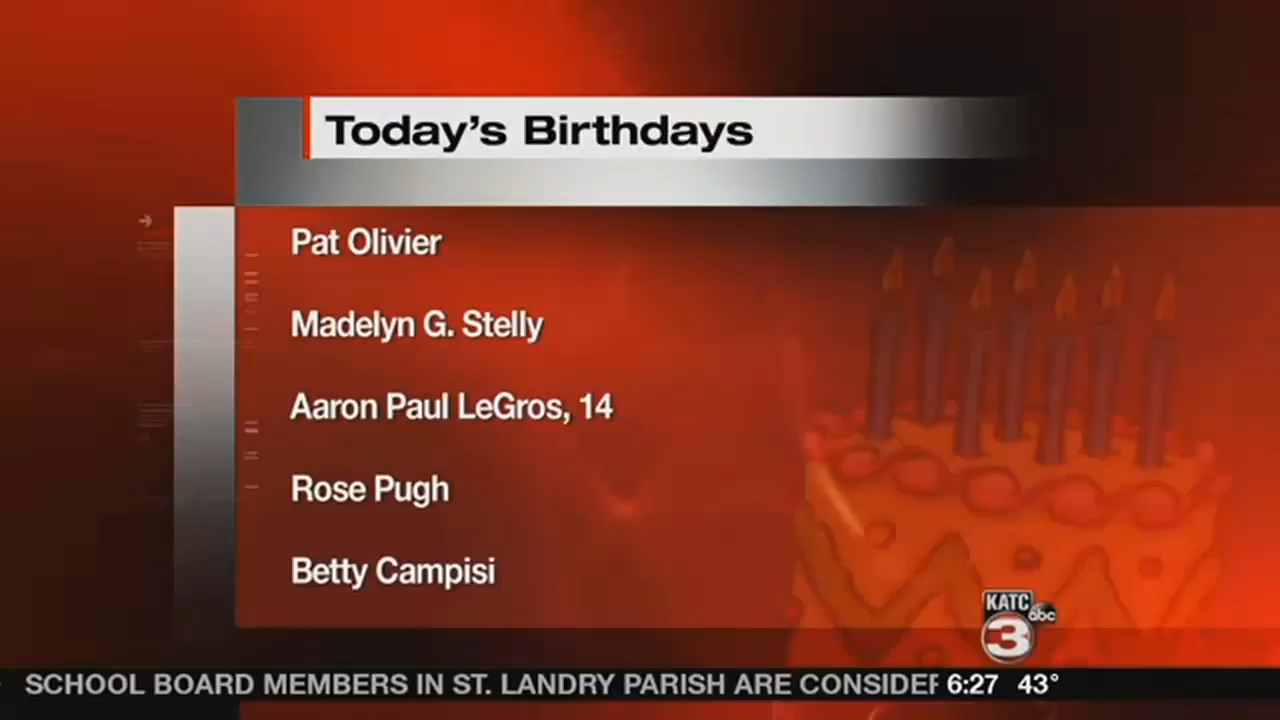 Today's Birthdays
Pat Olivier
Madelyn G. Stelly
Aaron Paul LeGros, 14
Rose Pugh
Betty Campisi
KATC
abc
3
SCHOOL BOARD MEMBERS IN ST. LANDRY PARISH ARE CONSIDER 6:27 43°